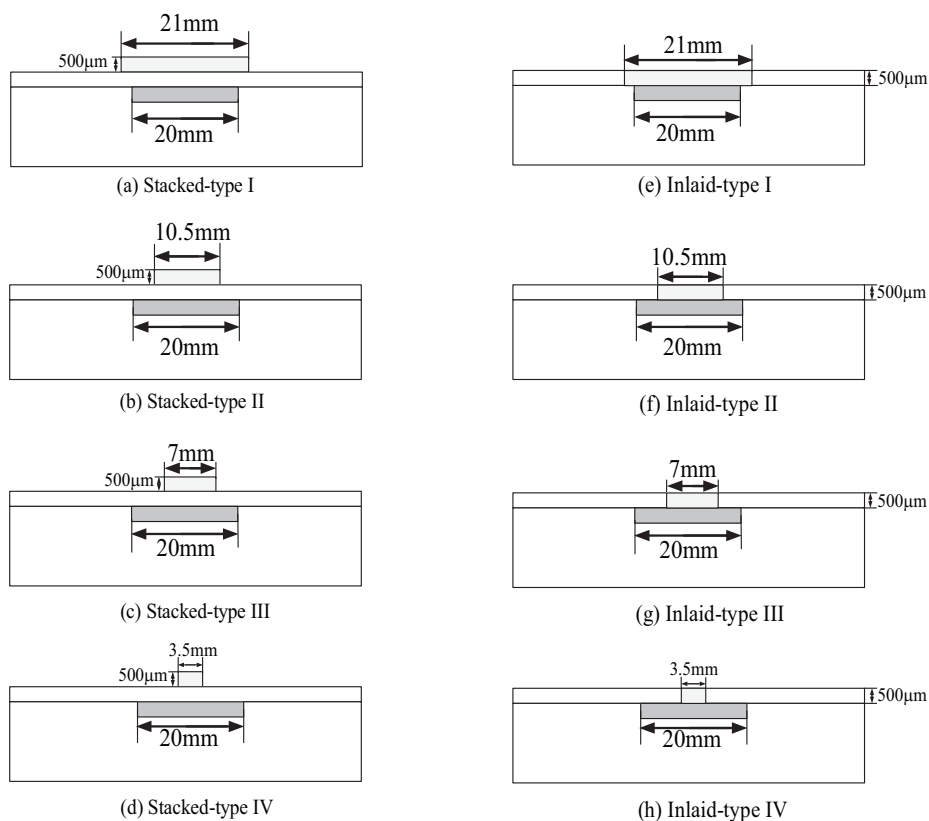 21mm
500μm
20mm
(a) Stacked-type I
21mm
500μm
20mm
(e) Inlaid-type I
10.5mm
500μm
20mm
(b) Stacked-type II
10.5mm
500μm
20mm
(f) Inlaid-type II
7mm
500μm
20mm
(c) Stacked-type III
7mm
500μm
20mm
(g) Inlaid-type III
3.5mm
500μm
20mm
(d) Stacked-type IV
3.5mm
500μm
20mm
(h) Inlaid-type IV